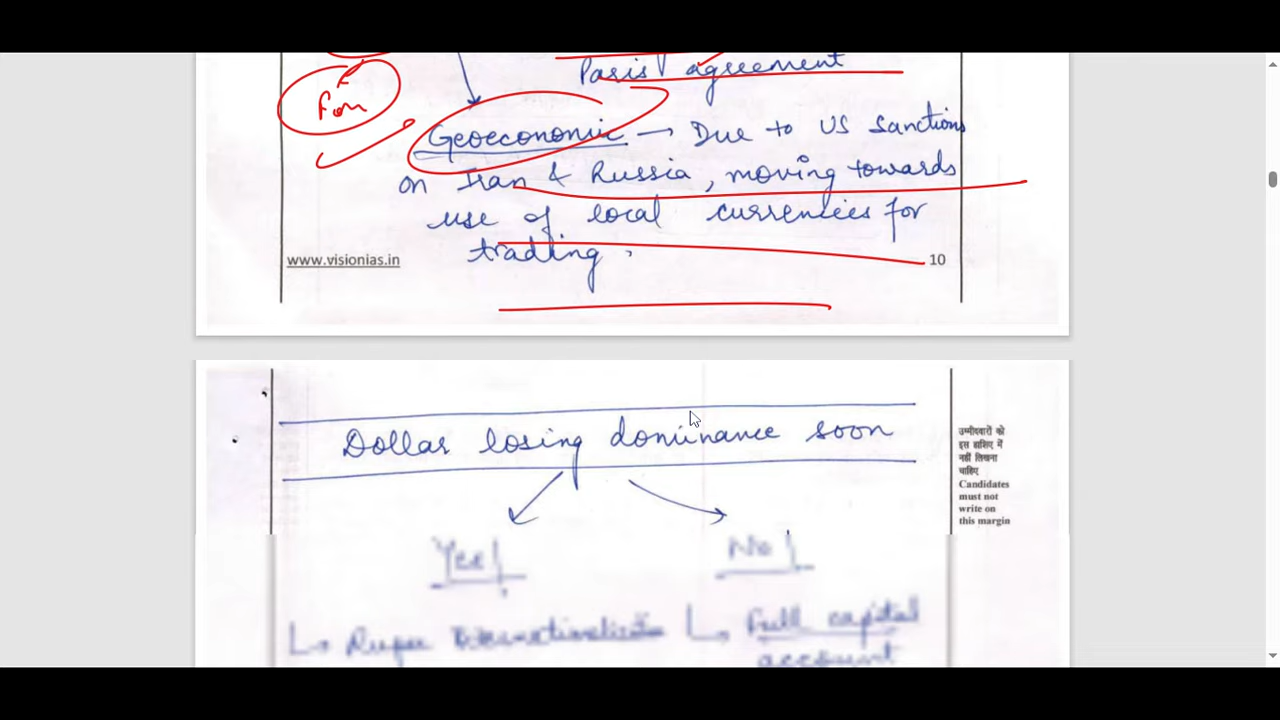 Paris agreement
Geoeconomic → Due to US Sanctions
on Iran & Russia, moving towards
use of local currencies for
trading.
www.visionias.in
10
Dollar losing dominance soon
उम्मीदवारों को
इस हाशिए में
नहीं लिखना
चाहिए
Candidates
must not
write on
this margin
Yes
No
↳ Rupee Internationalisation
↳ Full capital
account